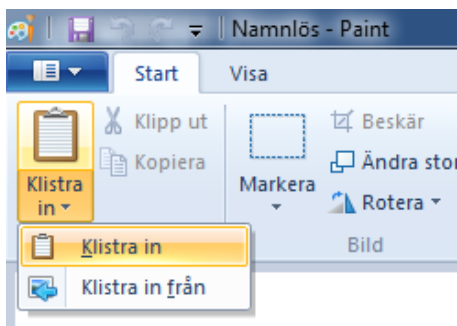 Namnlös - Paint
Start
Visa
Klistra in
Klipp ut
Kopiera
Markera
Beskär
Ändra stor
Rotera
Bild
Klistra in
Klistra in från